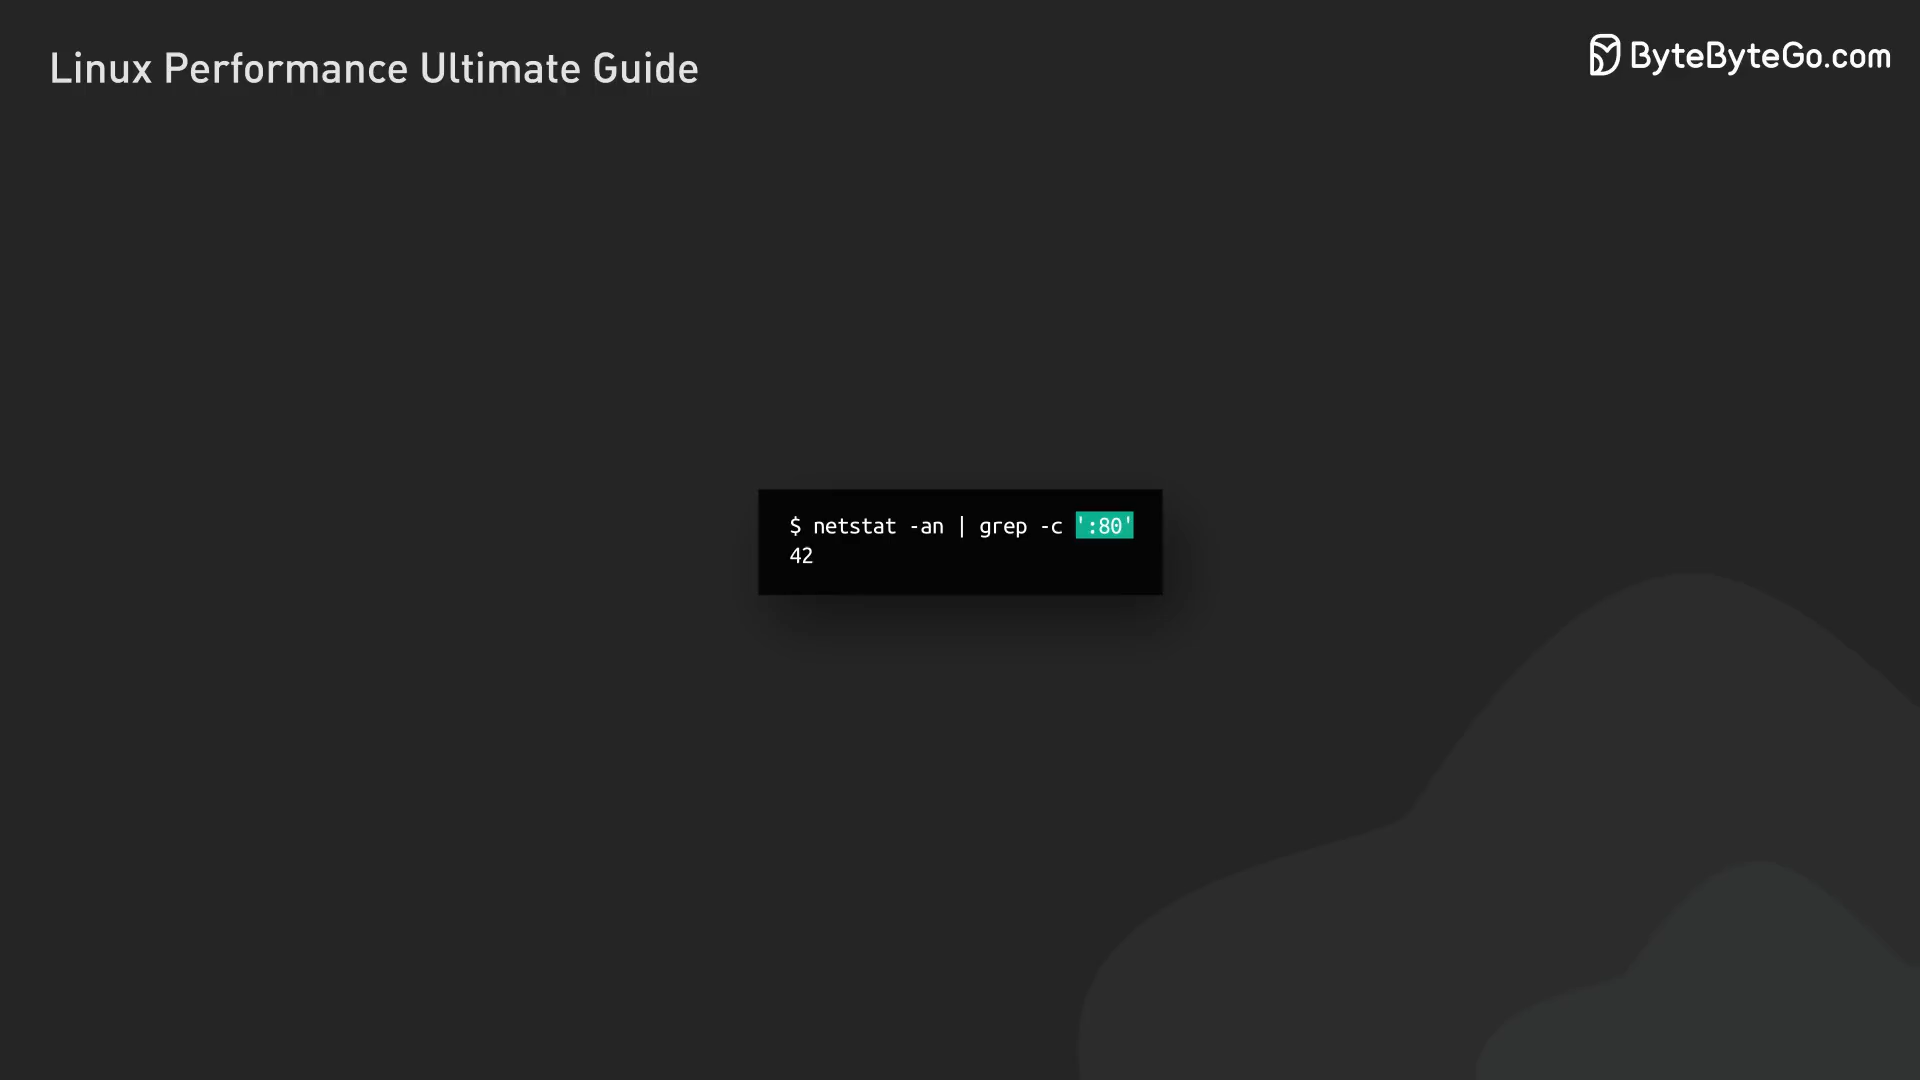 Linux Performance Ultimate Guide
ByteByteGo.com
$ netstat -an | grep -c ':80'
42